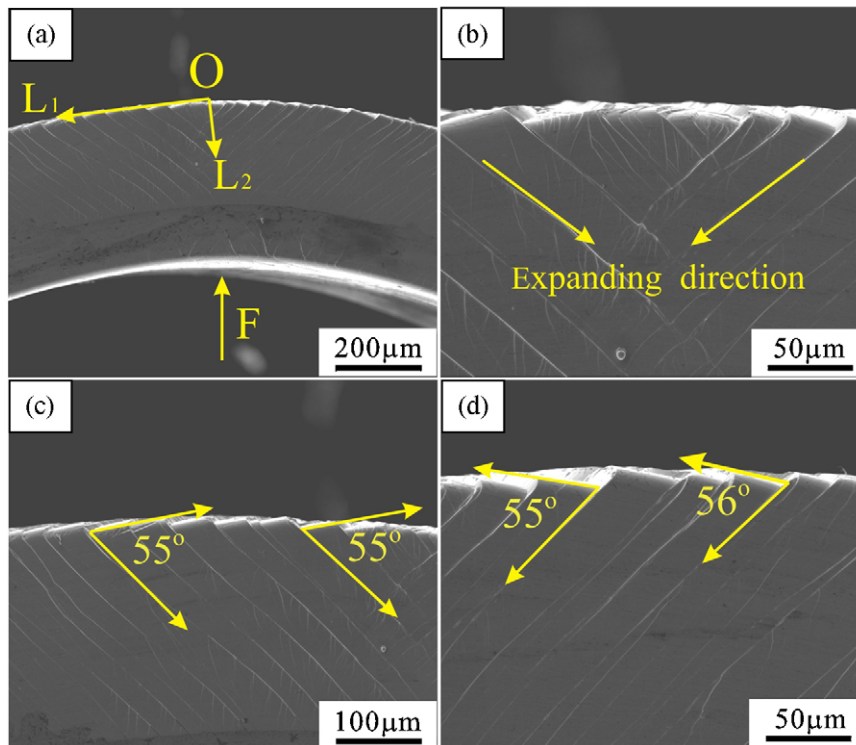 (a)
O
L₁
L₂
F
200μm
(b)
Expanding direction
50μm
(c)
55°
55°
100μm
(d)
55°
56°
50μm